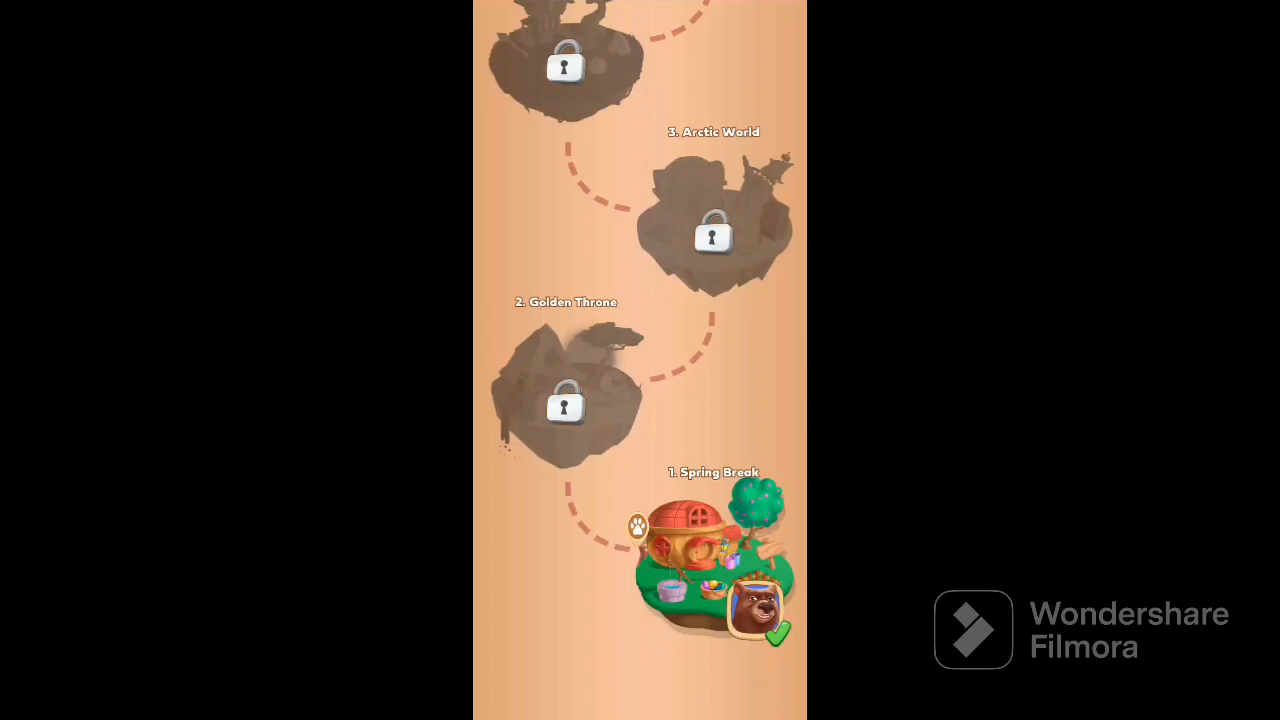 3. Arctic World
2. Golden Throne
1. Spring Break
Wondershare
Filmora